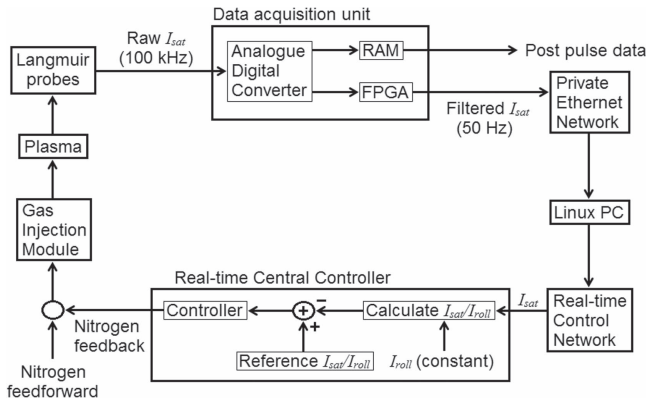 Data acquisition unit
Raw Isat
(100 kHz)
Langmuir
probes
Analogue
Digital
Converter
RAM
FPGA
Post pulse data
Filtered Isat
(50 Hz)
Private
Ethernet
Network
Plasma
Linux PC
Gas
Injection
Module
Real-time Central Controller
Controller
+
−
+
Calculate Isat/Iroll
Isat
Real-time
Control
Network
Nitrogen
feedback
Reference Isat/Iroll
Iroll (constant)
Nitrogen
feedforward